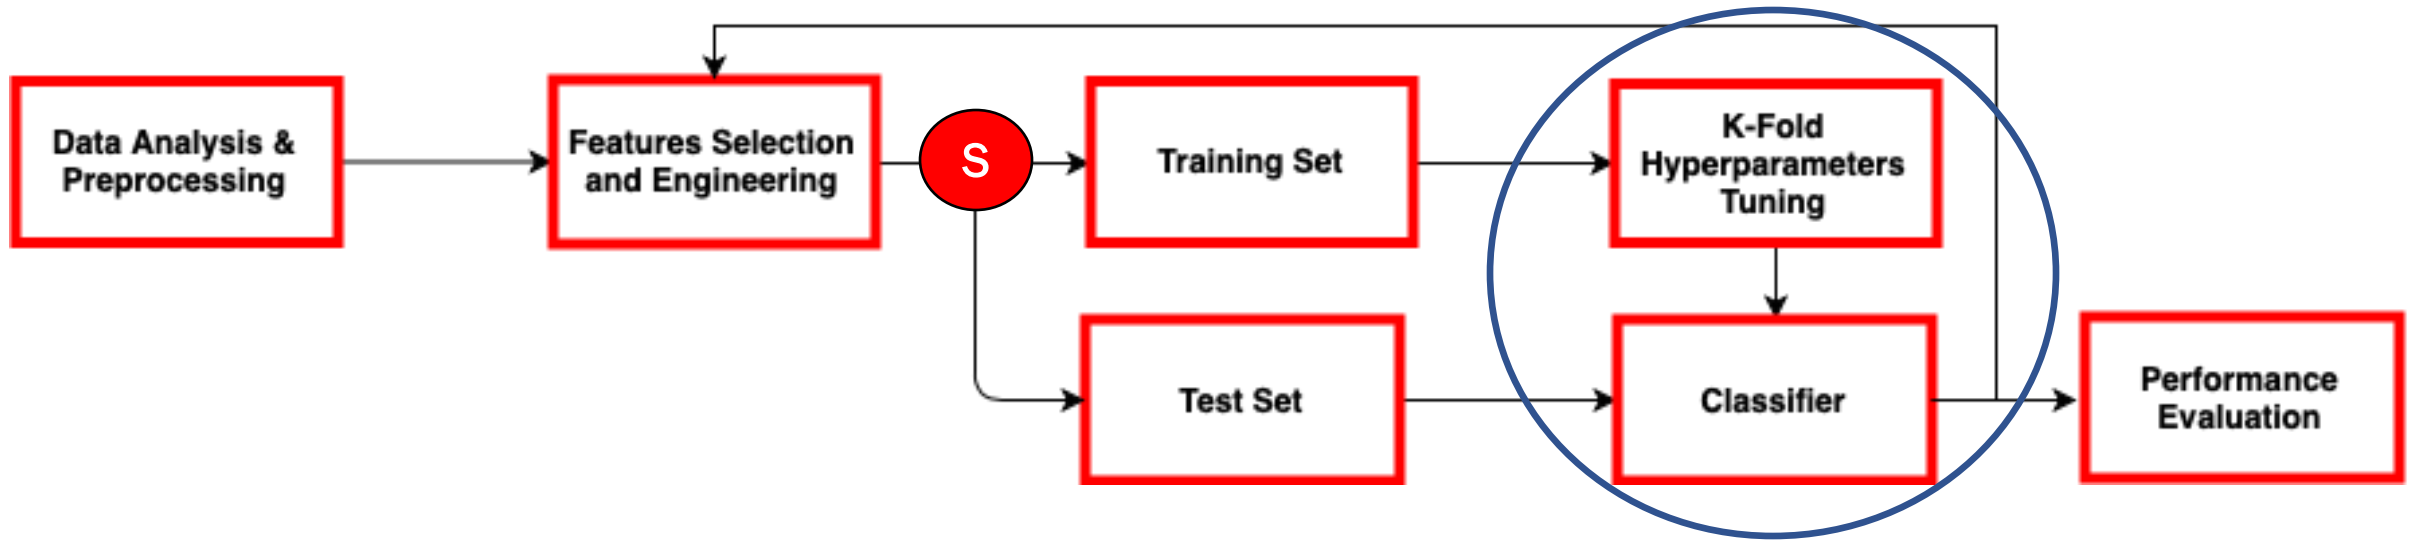 Data Analysis &
Preprocessing
Features Selection
and Engineering
S
Training Set
K-Fold
Hyperparameters
Tuning
Test Set
Classifier
Performance
Evaluation